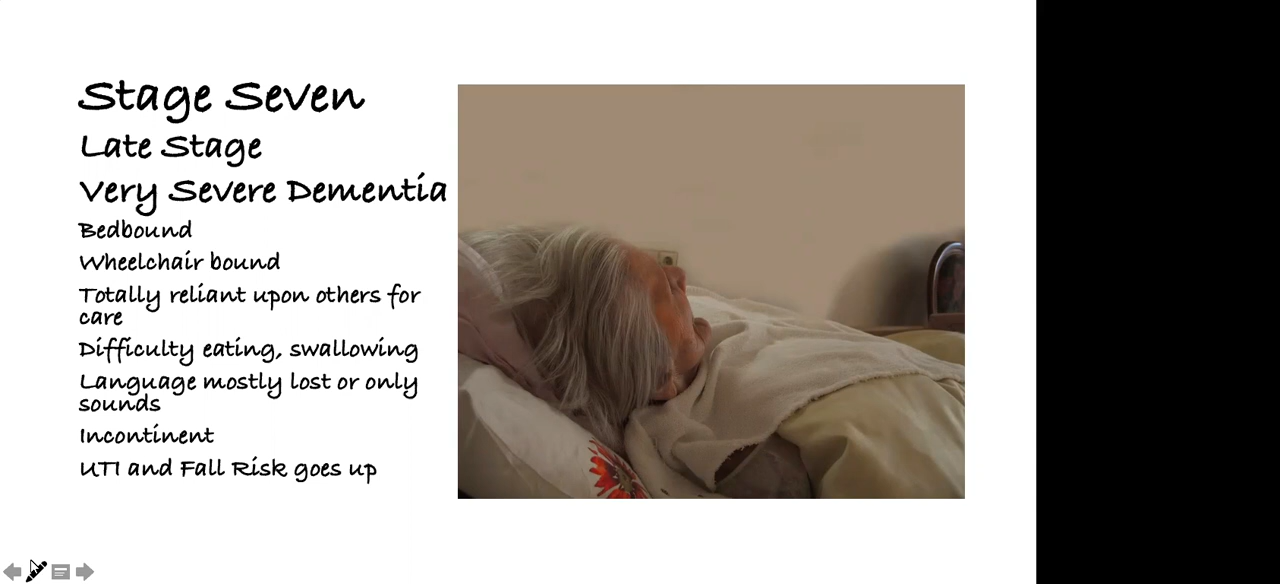 Stage Seven
Late Stage
Very Severe Dementia
Bedbound
Wheelchair bound
Totally reliant upon others for
care
Difficulty eating, swallowing
Language mostly lost or only
sounds
Incontinent
UTI and Fall Risk goes up